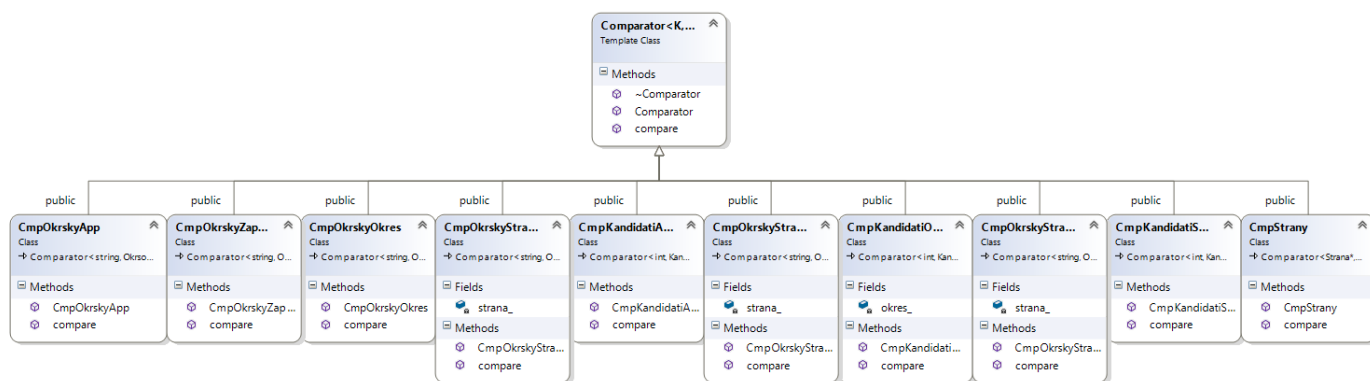 Comparator<K,...
Template Class
Methods
~Comparator
Comparator
compare
public
public
public
public
public
public
public
public
public
public
CmpOkrskyApp
Class
Comparator<string, Okrso...
Methods
CmpOkrskyApp
compare
CmpOkrskyZap...
Class
Comparator<string, O...
Methods
CmpOkrskyZap...
compare
CmpOkrskyOkres
Class
Comparator<string, O...
Methods
CmpOkrskyOkres
compare
CmpOkrskyStra...
Class
Comparator<string, O...
Fields
strana_
Methods
CmpOkrskyStra...
compare
CmpKandidatiA...
Class
Comparator<int, Kan...
Methods
CmpKandidatiA...
compare
CmpOkrskyStra...
Class
Comparator<string, O...
Fields
strana_
Methods
CmpOkrskyStra...
compare
CmpKandidatiO...
Class
Comparator<int, Kan...
Fields
okres_
Methods
CmpKandidati...
compare
CmpOkrskyStra...
Class
Comparator<string, O...
Fields
strana_
Methods
CmpOkrskyStra...
compare
CmpKandidatiS...
Class
Comparator<int, Kan...
Methods
CmpKandidatiS...
compare
CmpStrany
Class
Comparator<Strana*,...
Methods
CmpStrany
compare